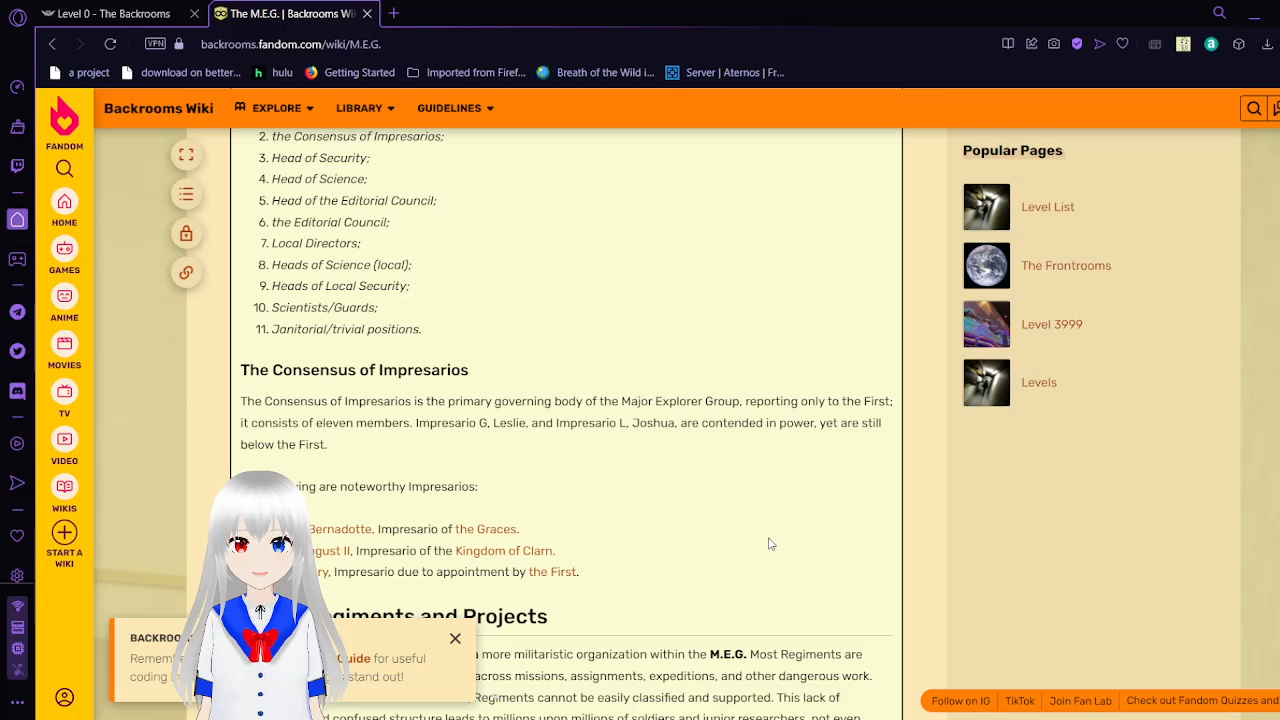 Level 0
The M.E.G. | Backrooms Wi
VPN
backrooms.fandom.com/wiki/M.E.G.
a project
download on better...
hulu
Getting Started
Imported from Firef...
Breath of the Wild i...
Server | Aternos | Fr...
FANDOM
HOME
GAMES
ANIME
MOVIES
TV
VIDEO
WIKIS
START A
WIKI
Backrooms Wiki
EXPLORE
LIBRARY
GUIDELINES
2. the Consensus of Impresarios;
3. Head of Security;
4. Head of Science;
5. Head of the Editorial Council;
6. the Editorial Council;
7. Local Directors;
8. Heads of Science (local);
9. Heads of Local Security;
10. Scientists/Guards;
11. Janitorial/trivial positions.
The Consensus of Impresarios
The Consensus of Impresarios is the primary governing body of the Major Explorer Group, reporting only to the First;
it consists of eleven members. Impresario G, Leslie, and Impresario L, Joshua, are contended in power, yet are still
below the First.
ing are noteworthy Impresarios:
Bernadotte, Impresario of the Graces.
gust II, Impresario of the Kingdom of Clarn.
ry, Impresario due to appointment by the First.
giments and Projects
a more militaristic organization within the M.E.G. Most Regiments are
across missions, assignments, expeditions, and other dangerous work.
Regiments cannot be easily classified and supported. This lack of
d confused structure leads to millions upon millions of soldiers and junior researchers, not even
BACKROO
Remem
Guide for useful
coding
stand out!
Popular Pages
Level List
The Frontrooms
Level 3999
Levels
Follow on IG
TikTok
Join Fan Lab
Check out Fandom Quizzes and